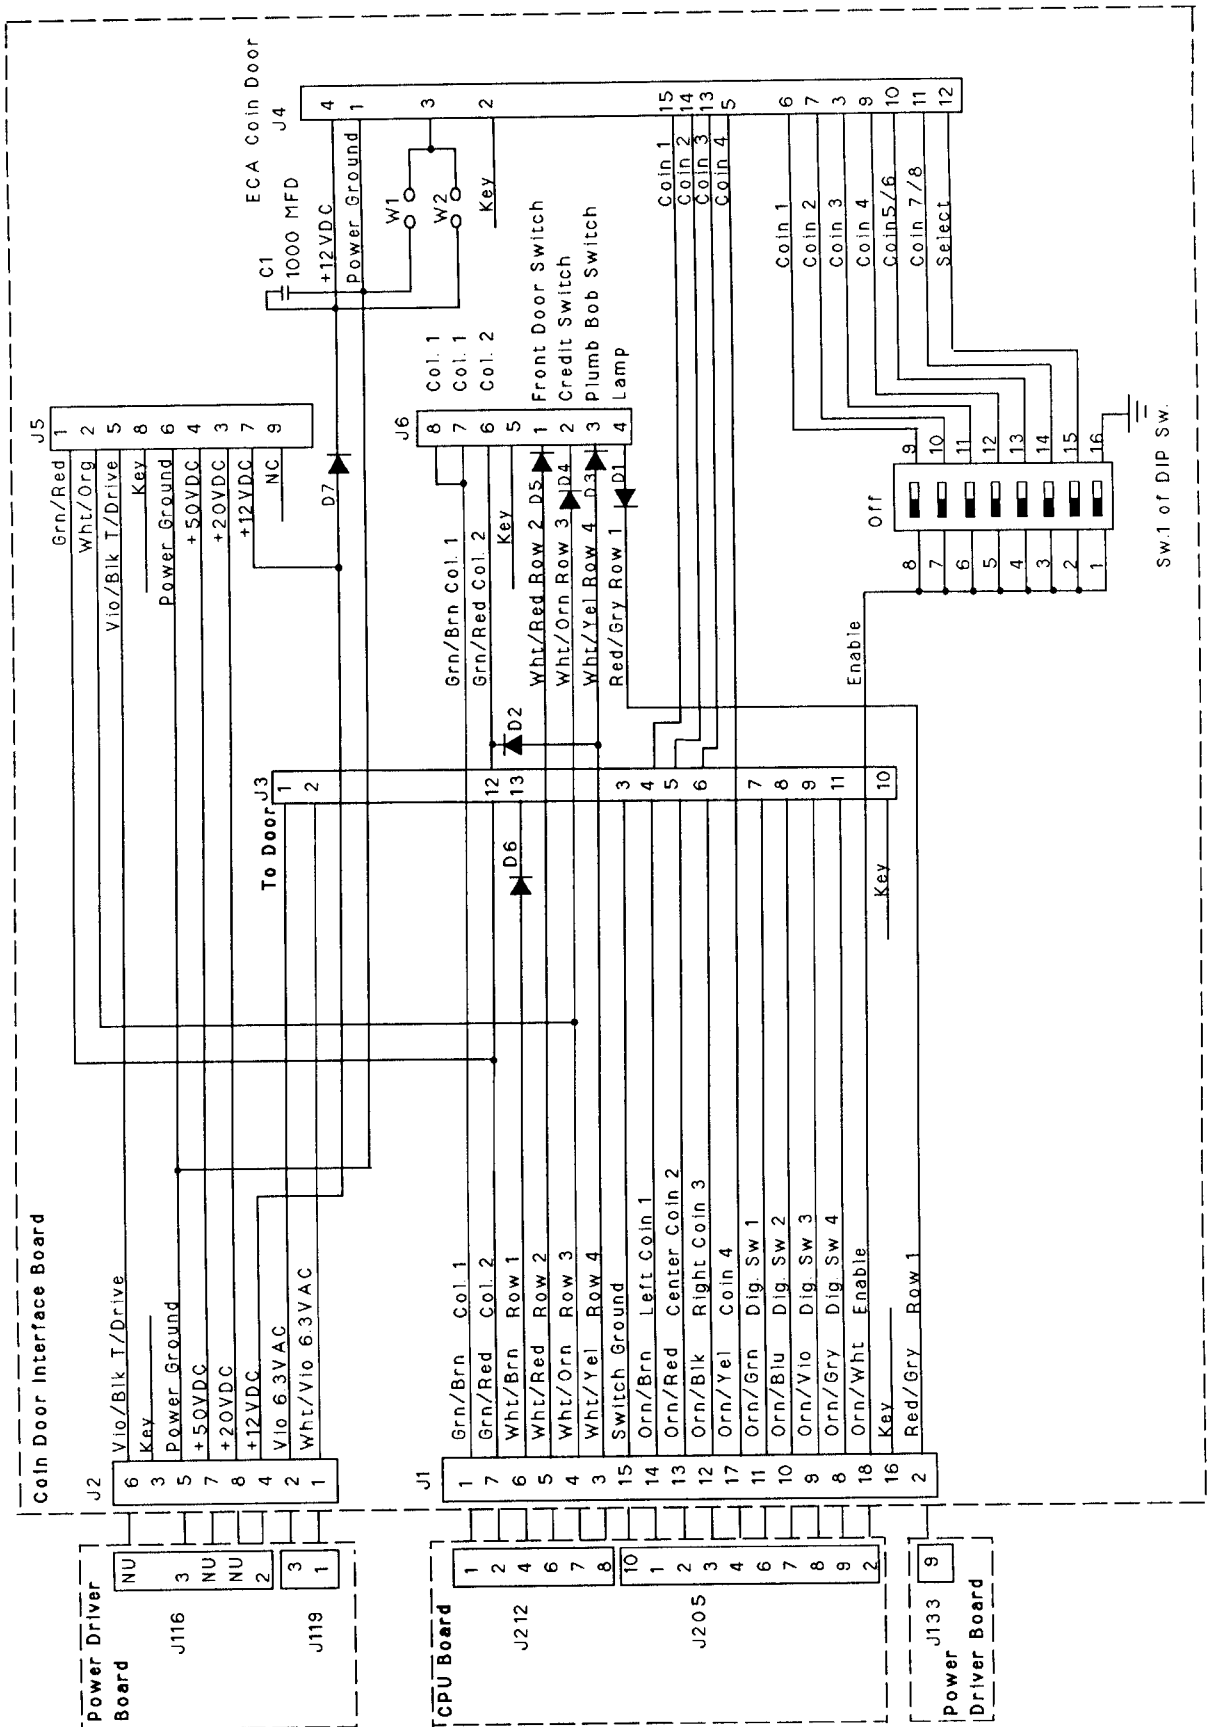 Coin Door Interface Board
Power Driver
Board
J116
NU
3
NU
NU
2
J119
3
1
CPU Board
J212
1
2
4
6
7
8
J205
10
1
2
3
4
6
7
8
9
2
J133
9
Power
Driver Board
J2
6 Vio/Blk T/Drive
3 Key
5 Power Ground
7 +50VDC
8 +20VDC
4 +12VDC
2 Vio 6.3VAC
1 Wht/Vio 6.3VAC
J1
1 Grn/Brn Col. 1
7 Grn/Red Col. 2
6 Wht/Brn Row 1
5 Wht/Red Row 2
4 Wht/Orn Row 3
3 Wht/Yel Row 4
15 Switch Ground
14 Orn/Brn Left Coin 1
13 Orn/Red Center Coin 2
12 Orn/Blk Right Coin 3
17 Orn/Yel Coin 4
11 Orn/Grn Dig. Sw 1
10 Orn/Blu Dig. Sw 2
9 Orn/Vio Dig. Sw 3
8 Orn/Gry Dig. Sw 4
18 Orn/Wht Enable
16 Key
2 Red/Gry Row 1
To Door
J3
1
2
12
13
3
4
5
6
7
8
9
11
10
Key
D6
D2
J5
Grn/Red 1
Wht/Org 2
Vio/Blk T/Drive 5
Key 8
Power Ground 6
+50VDC 4
+20VDC 3
+12VDC 7
NC 9
D7
J6
8 Col. 1
Grn/Brn Col. 1 7 Col. 1
Grn/Red Col. 2 6 Col. 2
Key 5
Wht/Red Row 2 D5 1 Front Door Switch
Wht/Orn Row 3 D4 2 Credit Switch
Wht/Yel Row 4 D3 3 Plumb Bob Switch
Red/Gry Row 1 D1 4 Lamp
ECA Coin Door
J4
C1
1000 MFD
+12VDC 4
Power Ground 1
W1
W2
3
Key 2
Coin 1 15
Coin 2 14
Coin 3 13
Coin 4 5
Coin 1 6
Coin 2 7
Coin 3 3
Coin 4 9
Coin5/6 10
Coin 7/8 11
Select 12
Enable
Off
8 9
7 10
6 11
5 12
4 13
3 14
2 15
1 16
Sw.1 of DIP Sw.